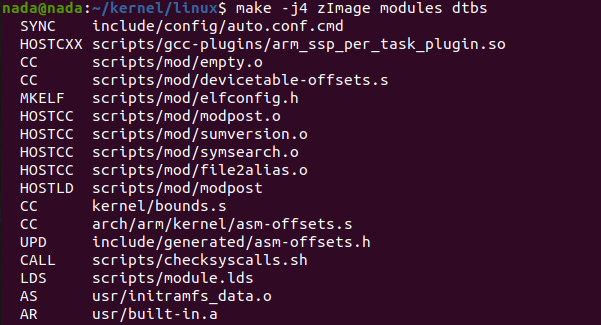 nada@nada:~/kernel/linux$ make -j4 zImage modules dtbs
SYNC    include/config/auto.conf.cmd
HOSTCXX scripts/gcc-plugins/arm_ssp_per_task_plugin.so
CC      scripts/mod/empty.o
CC      scripts/mod/devicetable-offsets.s
MKELF   scripts/mod/elfconfig.h
HOSTCC  scripts/mod/modpost.o
HOSTCC  scripts/mod/sumversion.o
HOSTCC  scripts/mod/symsearch.o
HOSTCC  scripts/mod/file2alias.o
HOSTLD  scripts/mod/modpost
CC      kernel/bounds.s
CC      arch/arm/kernel/asm-offsets.s
UPD     include/generated/asm-offsets.h
CALL    scripts/checksyscalls.sh
LDS     scripts/module.lds
AS      usr/initramfs_data.o
AR      usr/built-in.a